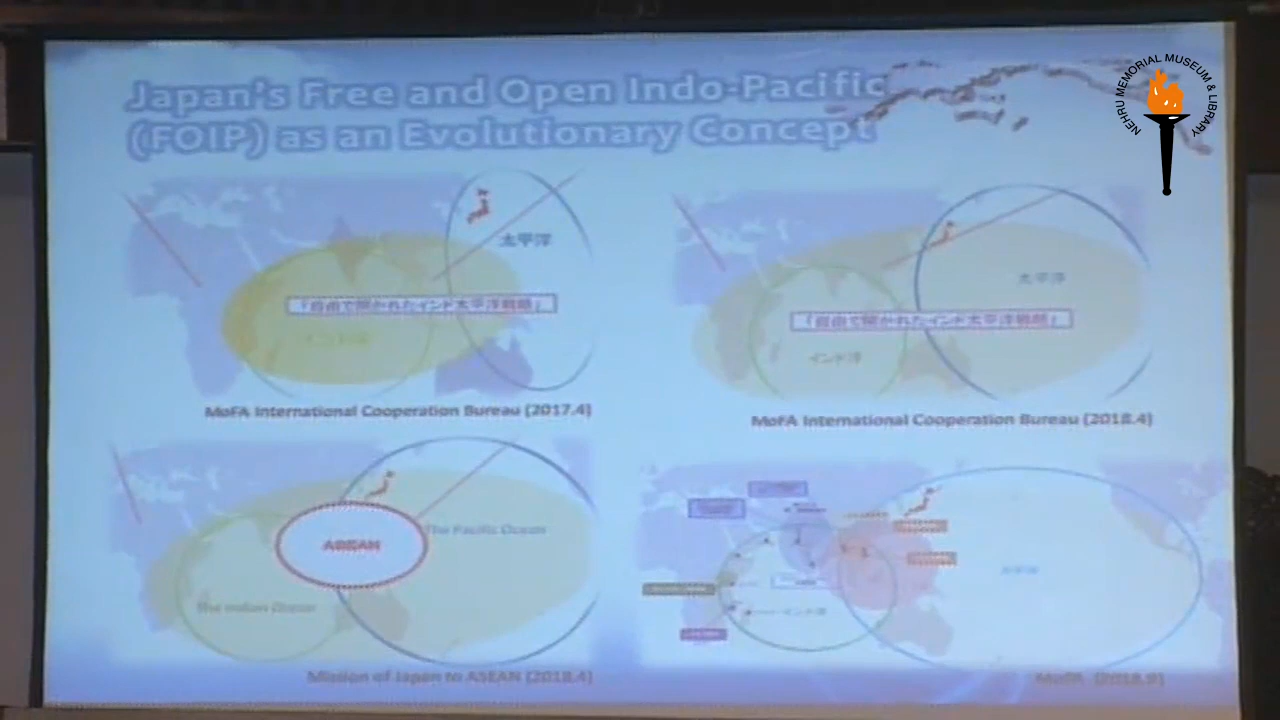 Japan's Free and Open Indo-Pacific
(FOIP) as an Evolutionary Concept
NEHRU MEMORIAL MUSEUM & LIBRARY
太平洋
「自由で開かれたインド太平洋戦略」
MoFA International Cooperation Bureau (2017.4)
太平洋
「自由で開かれたインド太平洋戦略」
インド洋
MoFA International Cooperation Bureau (2018.4)
ASEAN
The Pacific Ocean
The Indian Ocean
Mission of Japan to ASEAN (2018.4)
太平洋
インド洋
MoFA (2018.9)